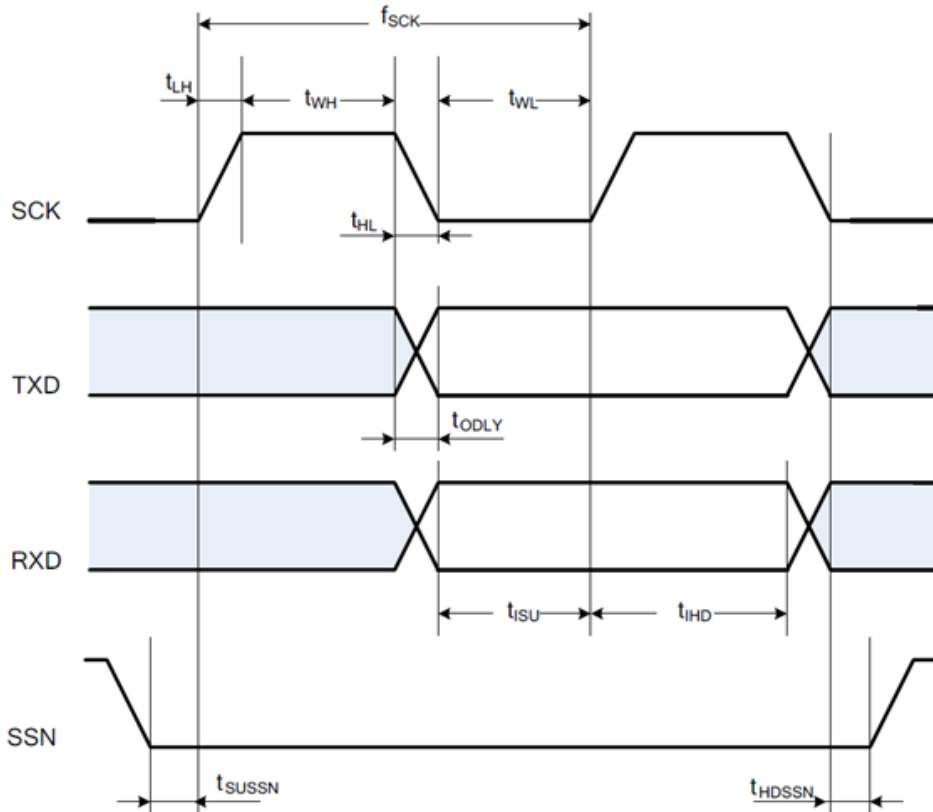 fSCK
tLH
tWH
tWL
SCK
tHL
TXD
tODLY
RXD
tISU
tIHD
SSN
tSUSSN
tHDSSN